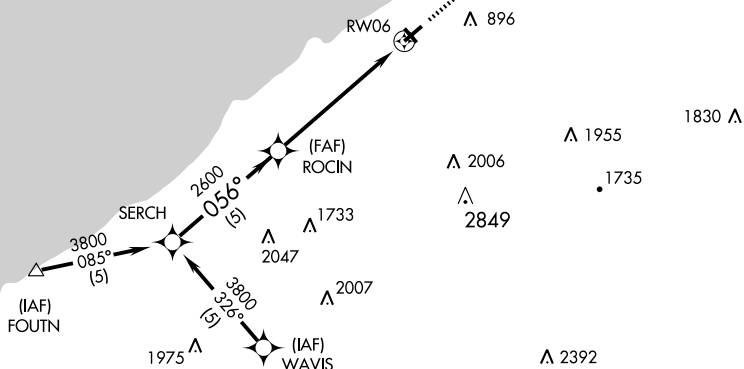 RW06
896
1830
1955
(FAF)
ROCIN
2006
1735
2600
056°
(5)
2849
SERCH
1733
2047
3800
085°
(5)
(IAF)
FOUTN
3800
326°
(5)
2007
1975
(IAF)
WAVIS
2392